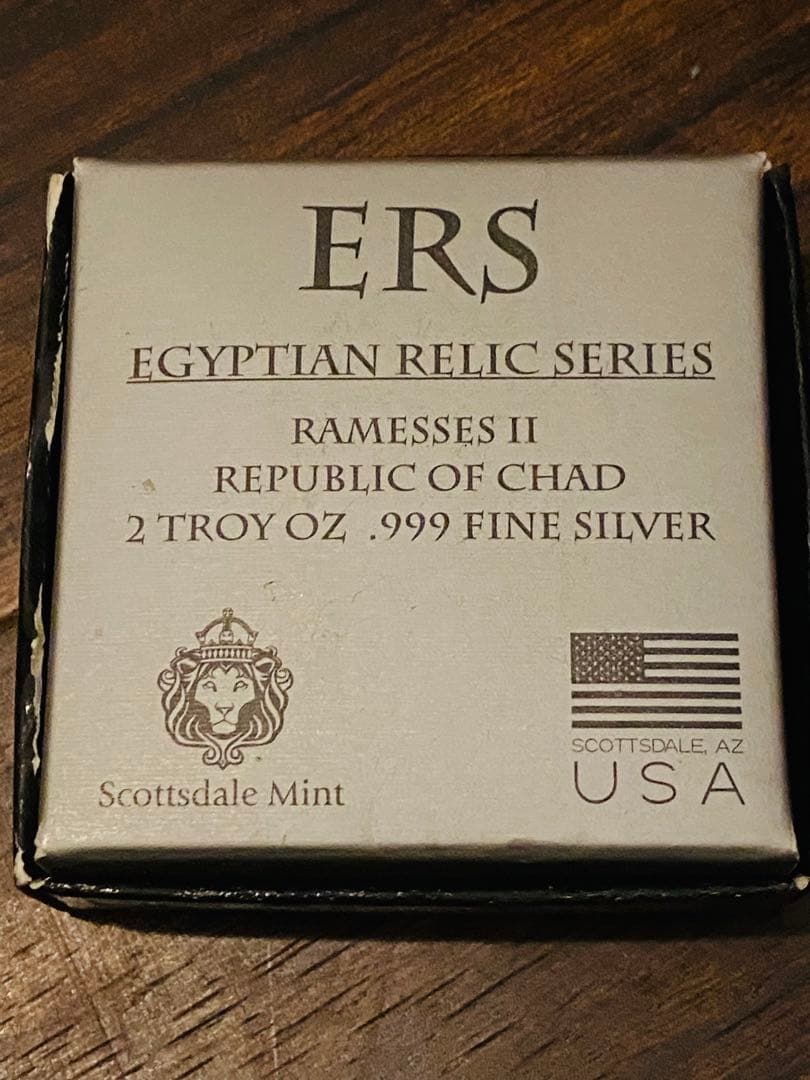 ERS
EGYPTIAN RELIC SERIES
RAMESSES II
REPUBLIC OF CHAD
2 TROY OZ .999 FINE SILVER
Scottsdale Mint
SCOTTSDALE, AZ
USA